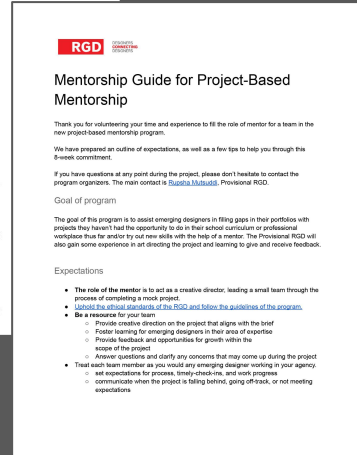 RGD
DESIGNERS
CONNECTING
DESIGNERS
Mentorship Guide for Project-Based
Mentorship
Thank you for volunteering your time and experience to fill the role of mentor for a team in the
new project-based mentorship program.
We have prepared an outline of expectations, as well as a few tips to help you through this
8-week commitment.
If you have questions at any point during the project, please don't hesitate to contact the
program organizers. The main contact is Rupsha Mutsuddi, Provisional RGD.
Goal of program
The goal of this program is to assist emerging designers in filling gaps in their portfolios with
projects they haven't had the opportunity to do in their school curriculum or professional
workplace thus far and/or try out new skills with the help of a mentor. The Provisional RGD will
also gain some experience in art directing the project and learning to give and receive feedback.
Expectations
● The role of the mentor is to act as a creative director, leading a small team through the
process of completing a mock project.
● Uphold the ethical standards of the RGD and follow the guidelines of the program.
● Be a resource for your team
○ Provide creative direction on the project that aligns with the brief
○ Foster learning for emerging designers in their area of expertise
○ Provide feedback and opportunities for growth within the
scope of the project
○ Answer questions and clarify any concerns that may come up during the project
● Treat each team member as you would any emerging designer working in your agency.
○ set expectations for process, timely-check-ins, and work progress
○ communicate when the project is falling behind, going off-track, or not meeting
expectations